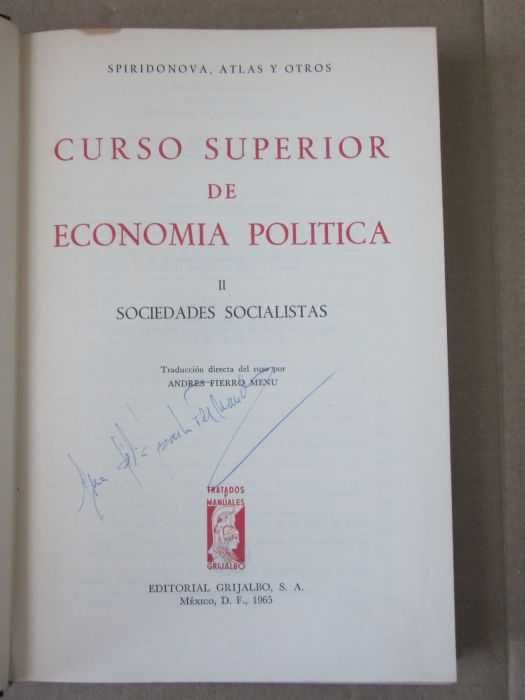 SPIRIDONOVA, ATLAS Y OTROS
CURSO SUPERIOR
DE
ECONOMIA POLITICA
II
SOCIEDADES SOCIALISTAS
Traducción directa del ruso por
ANDRES FIERRO MENU
TRATADOS
Y
MANUALES
GRIJALBO
EDITORIAL GRIJALBO, S. A.
México, D. F., 1965